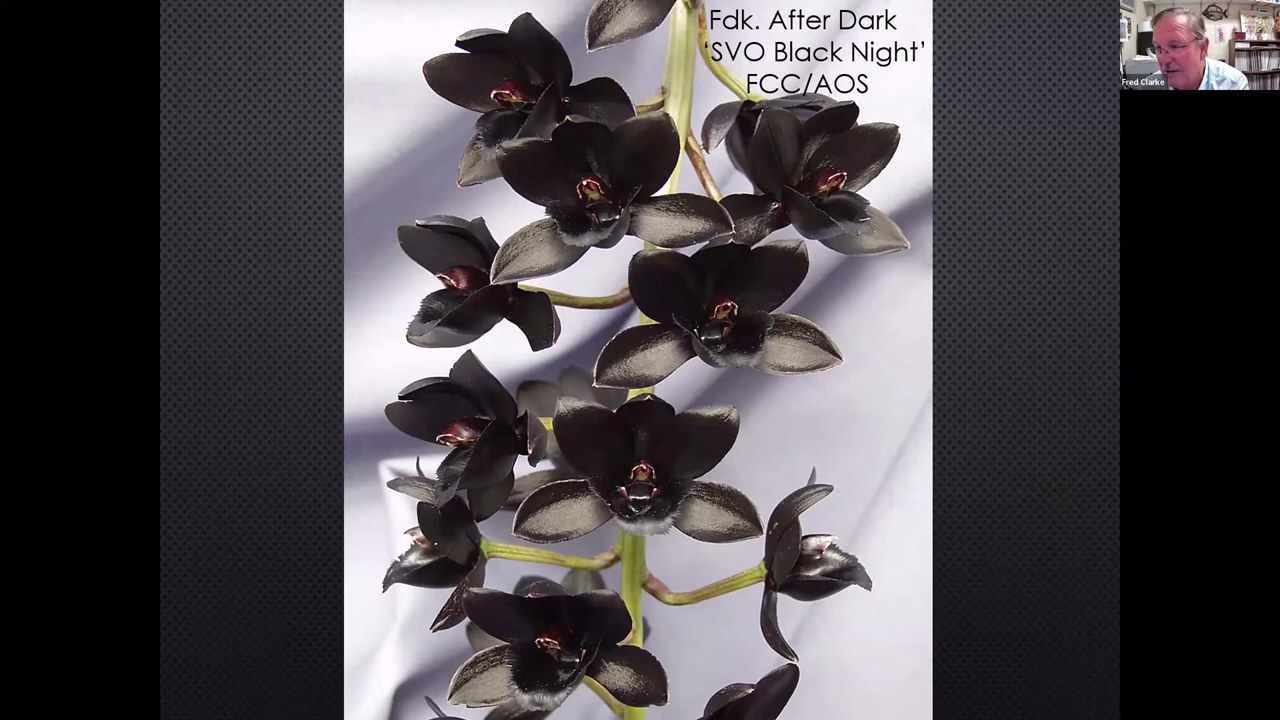 Fdk. After Dark
‘SVO Black Night’
FCC/AOS
Fred Clarke